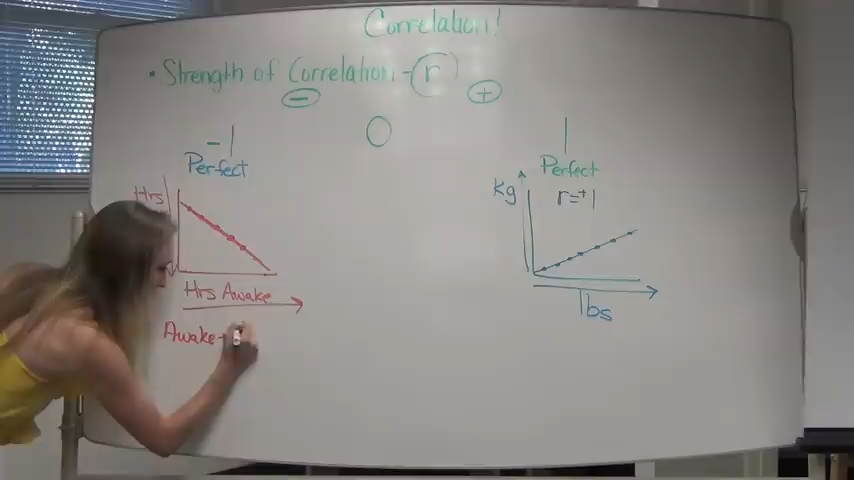 Correlation!
• Strength of Correlation - r
- +
-1 0 1
Perfect Perfect
Hrs Kg r=+1
Hrs Awake
lbs
Awake-